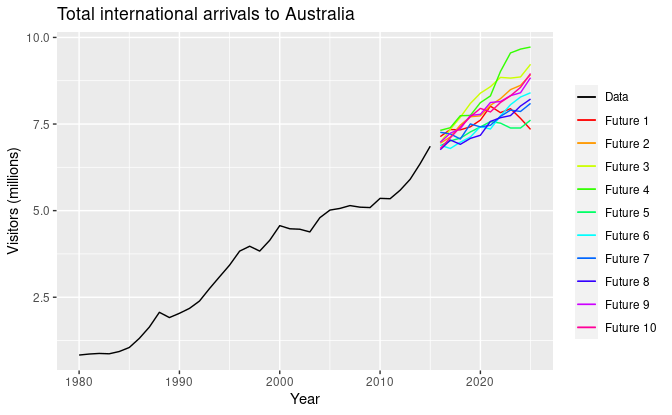 Total international arrivals to Australia
Visitors (millions)
10.0
7.5
5.0
2.5
1980
1990
2000
2010
2020
Year
Data
Future 1
Future 2
Future 3
Future 4
Future 5
Future 6
Future 7
Future 8
Future 9
Future 10